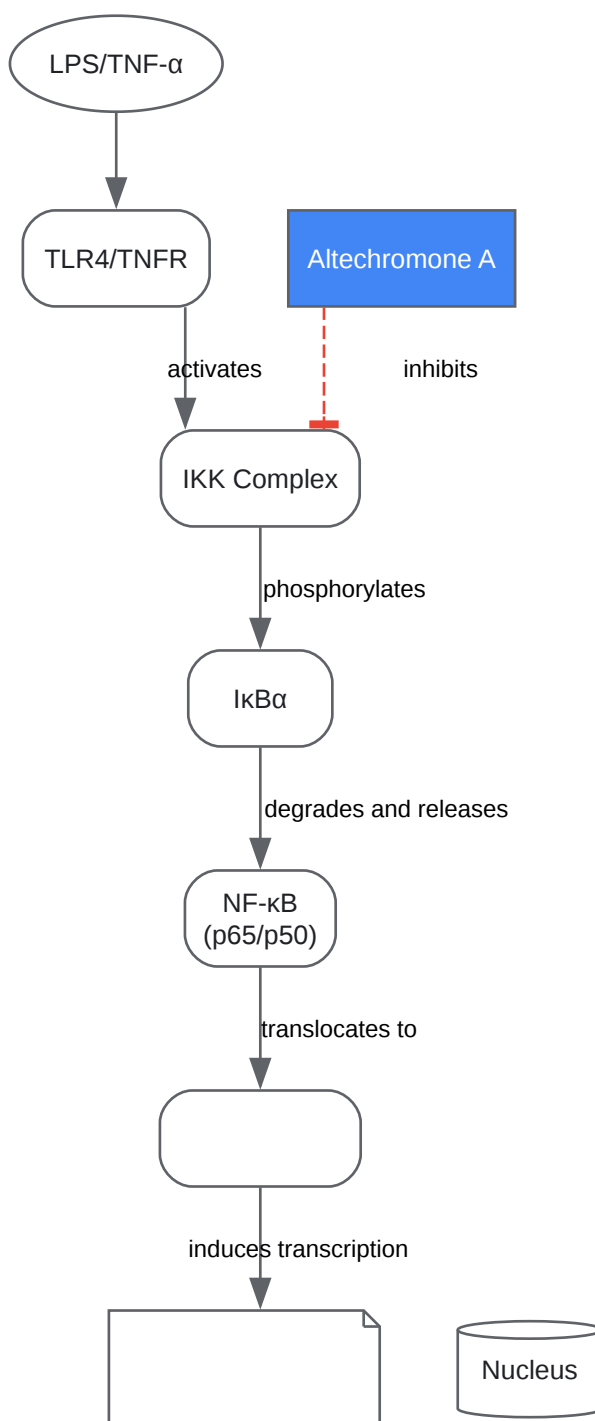 LPS/TNF-α
TLR4/TNFR
Altechromone A
activates
inhibits
IKK Complex
phosphorylates
IκBα
degrades and releases
NF-κB
(p65/p50)
translocates to
induces transcription
Nucleus